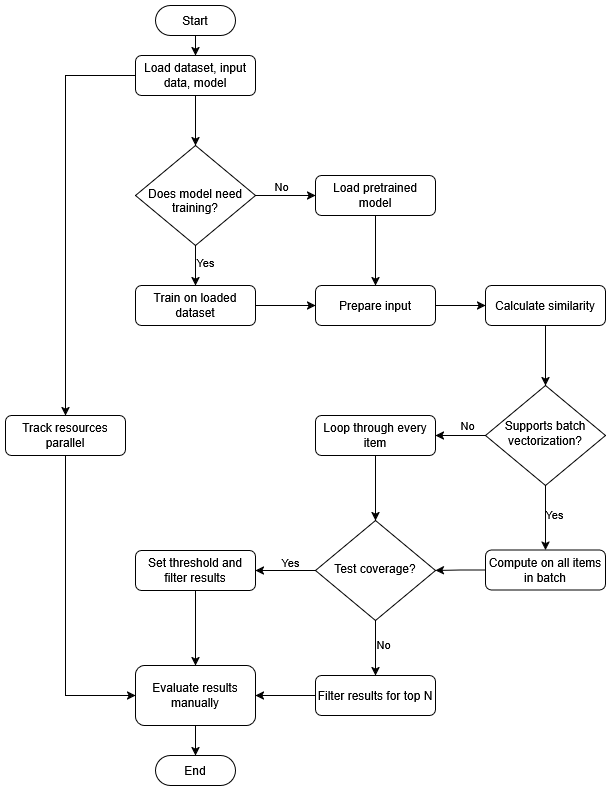 Start
Load dataset, input
data, model
Does model need
training?
No
Load pretrained
model
Yes
Train on loaded
dataset
Prepare input
Calculate similarity
Track resources
parallel
Loop through every
item
No
Supports batch
vectorization?
Yes
Set threshold and
filter results
Yes
Test coverage?
Compute on all items
in batch
No
Evaluate results
manually
Filter results for top N
End